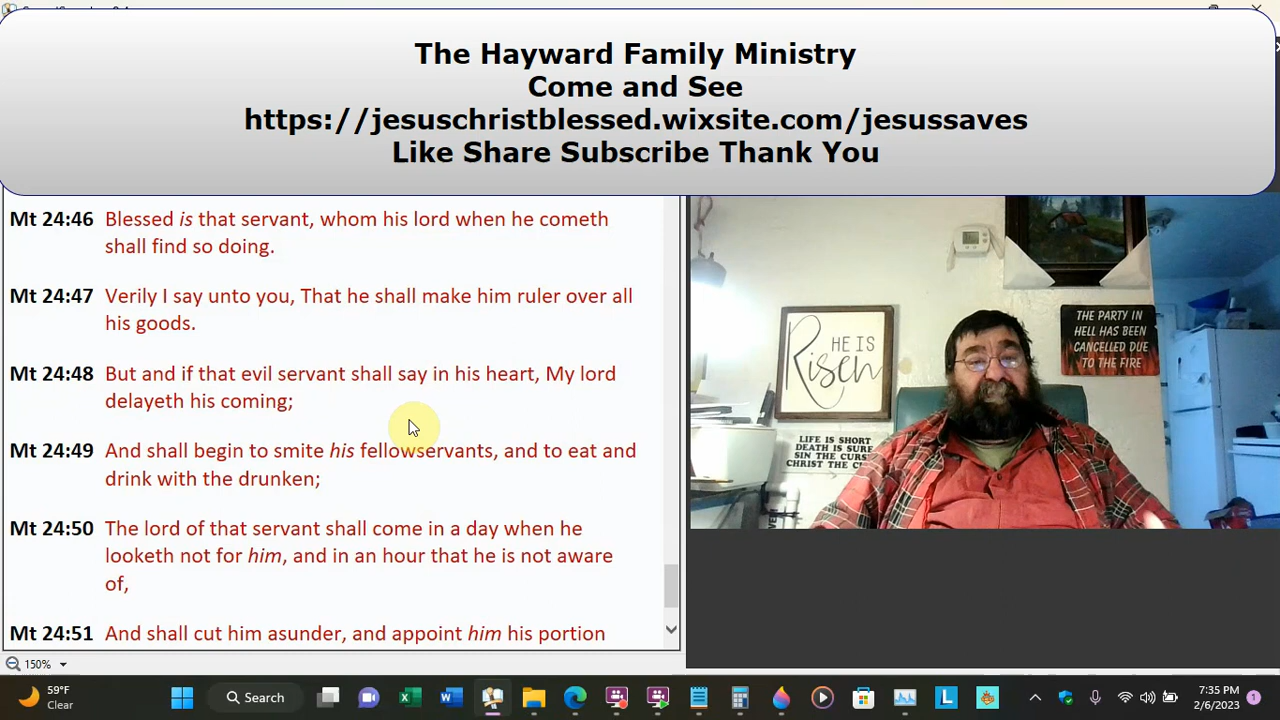 The Hayward Family Ministry
Come and See
https://jesuschristblessed.wixsite.com/jesussaves
Like Share Subscribe Thank You
Mt 24:46 Blessed is that servant, whom his lord when he cometh
shall find so doing.
Mt 24:47 Verily I say unto you, That he shall make him ruler over all
his goods.
Mt 24:48 But and if that evil servant shall say in his heart, My lord
delayeth his coming;
Mt 24:49 And shall begin to smite his fellowservants, and to eat and
drink with the drunken;
Mt 24:50 The lord of that servant shall come in a day when he
looketh not for him, and in an hour that he is not aware
of,
Mt 24:51 And shall cut him asunder, and appoint him his portion
HE IS
Risen
THE PARTY IN
HELL HAS BEEN
CANCELLED DUE
TO THE FIRE
LIFE IS SHORT
DEATH IS SURE
SIN THE CURS
CHRIST THE C
150%
59°F
Clear
Search
7:35 PM
2/6/2023
1